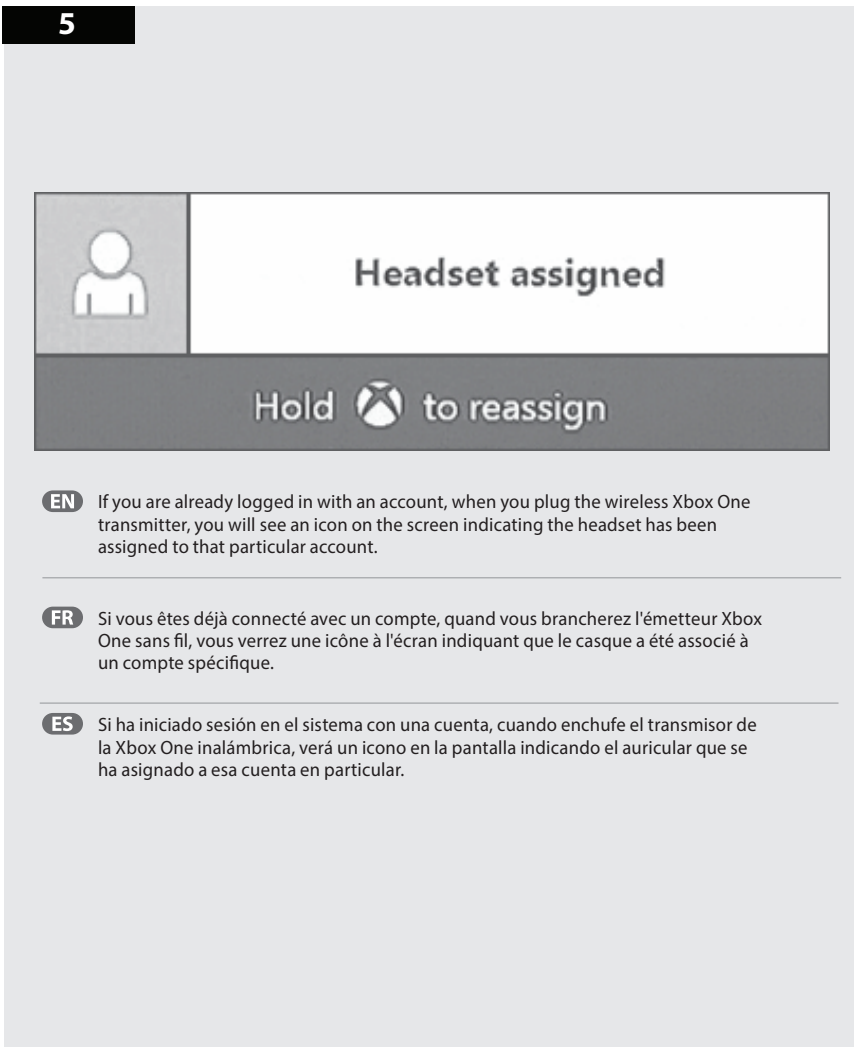 5
Headset assigned
Hold to reassign
EN If you are already logged in with an account, when you plug the wireless Xbox One
transmitter, you will see an icon on the screen indicating the headset has been
assigned to that particular account.
FR Si vous êtes déjà connecté avec un compte, quand vous brancherez l'émetteur Xbox
One sans fil, vous verrez une icône à l'écran indiquant que le casque a été associé à
un compte spécifique.
ES Si ha iniciado sesión en el sistema con una cuenta, cuando enchufe el transmisor de
la Xbox One inalámbrica, verá un icono en la pantalla indicando el auricular que se
ha asignado a esa cuenta en particular.